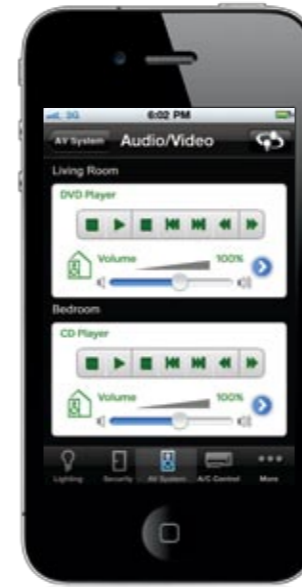 3G 6:02 PM
AV System Audio/Video
Living Room
DVD Player
Volume 100%
Bedroom
CD Player
Volume 100%
Lighting Security AV System A/C Control More